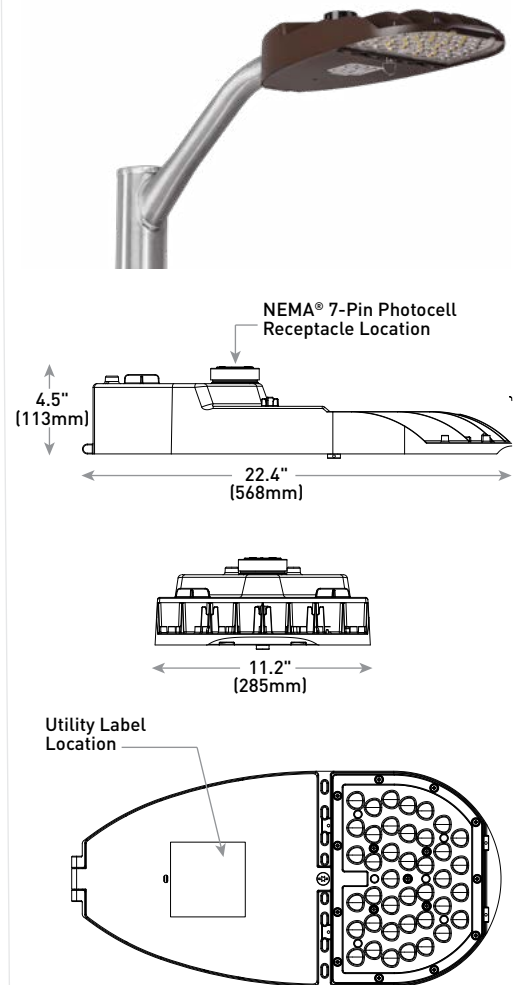 NEMA® 7-Pin Photocell
Receptacle Location
4.5"
(113mm)
22.4"
(568mm)
11.2"
(285mm)
Utility Label
Location